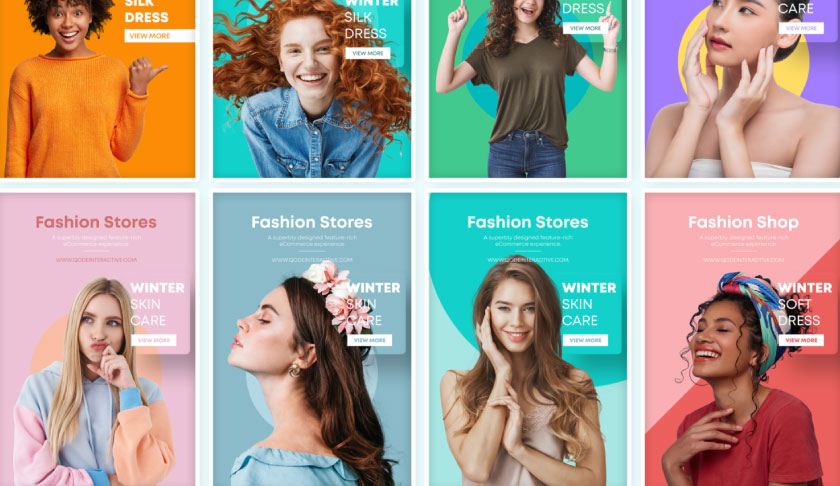 SILK
DRESS
VIEW MORE
WINTER
SILK
DRESS
VIEW MORE
DRESS
VIEW MORE
CARE
VIEW MORE
Fashion Stores
A superbly designed feature-rich
eCommerce experience.
WWW.QODEINTERACTIVE.COM
WINTER
SKIN
CARE
VIEW MORE
Fashion Stores
A superbly designed feature-rich
eCommerce experience.
WWW.QODEINTERACTIVE.COM
WINTER
SKIN
CARE
VIEW MORE
Fashion Stores
A superbly designed feature-rich
eCommerce experience.
WWW.QODEINTERACTIVE.COM
WINTER
SKIN
CARE
VIEW MORE
Fashion Shop
A superbly designed feature-rich
eCommerce experience.
WWW.QODEINTERACTIVE.COM
WINTER
SOFT
DRESS
VIEW MORE